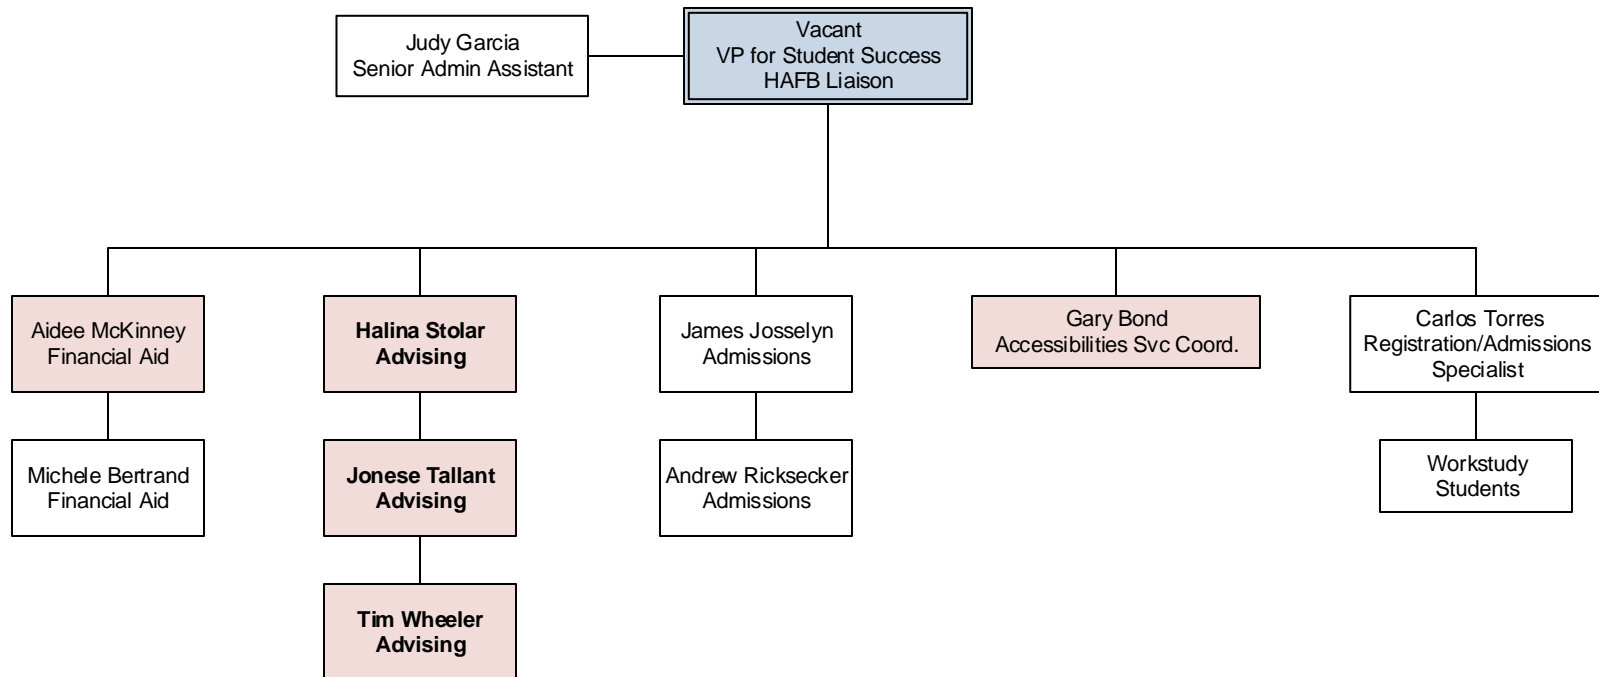 Judy Garcia
Senior Admin Assistant
Vacant
VP for Student Success
HAFB Liaison
Aidee McKinney
Financial Aid
Halina Stolar
Advising
James Josselyn
Admissions
Gary Bond
Accessibilities Svc Coord.
Carlos Torres
Registration/Admissions
Specialist
Michele Bertrand
Financial Aid
Jonese Tallant
Advising
Andrew Ricksecker
Admissions
Workstudy
Students
Tim Wheeler
Advising